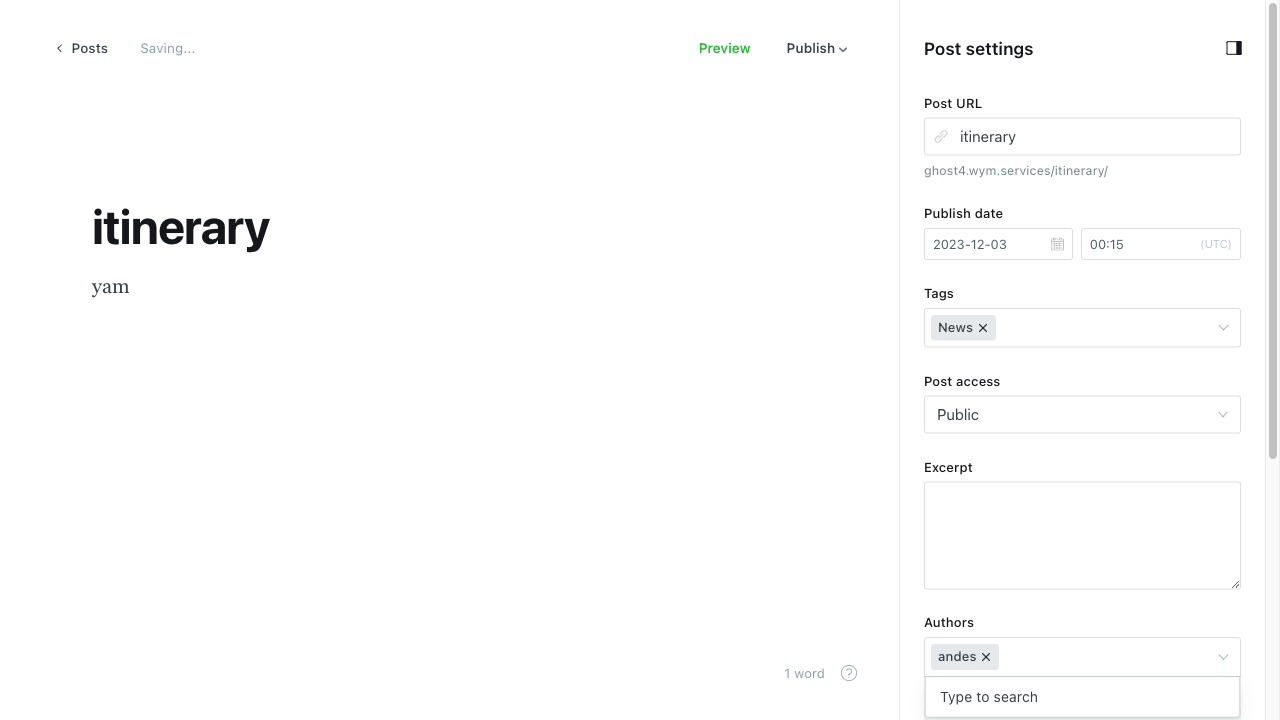 Posts
Saving...
Preview
Publish
itinerary
yam
1 word
?
Post settings
Post URL
itinerary
ghost4.wym.services/itinerary/
Publish date
2023-12-03
00:15
(UTC)
Tags
News
Post access
Public
Excerpt
Authors
andes
Type to search